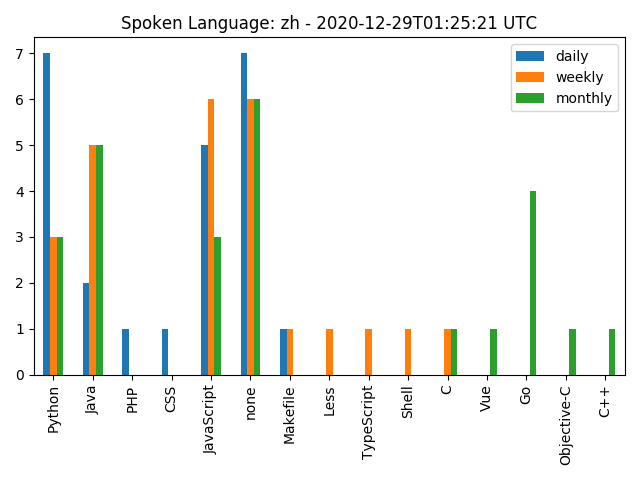 Spoken Language: zh - 2020-12-29T01:25:21 UTC
daily
weekly
monthly
7
6
5
4
3
2
1
0
Python
Java
PHP
CSS
JavaScript
none
Makefile
Less
TypeScript
Shell
C
Vue
Go
Objective-C
C++